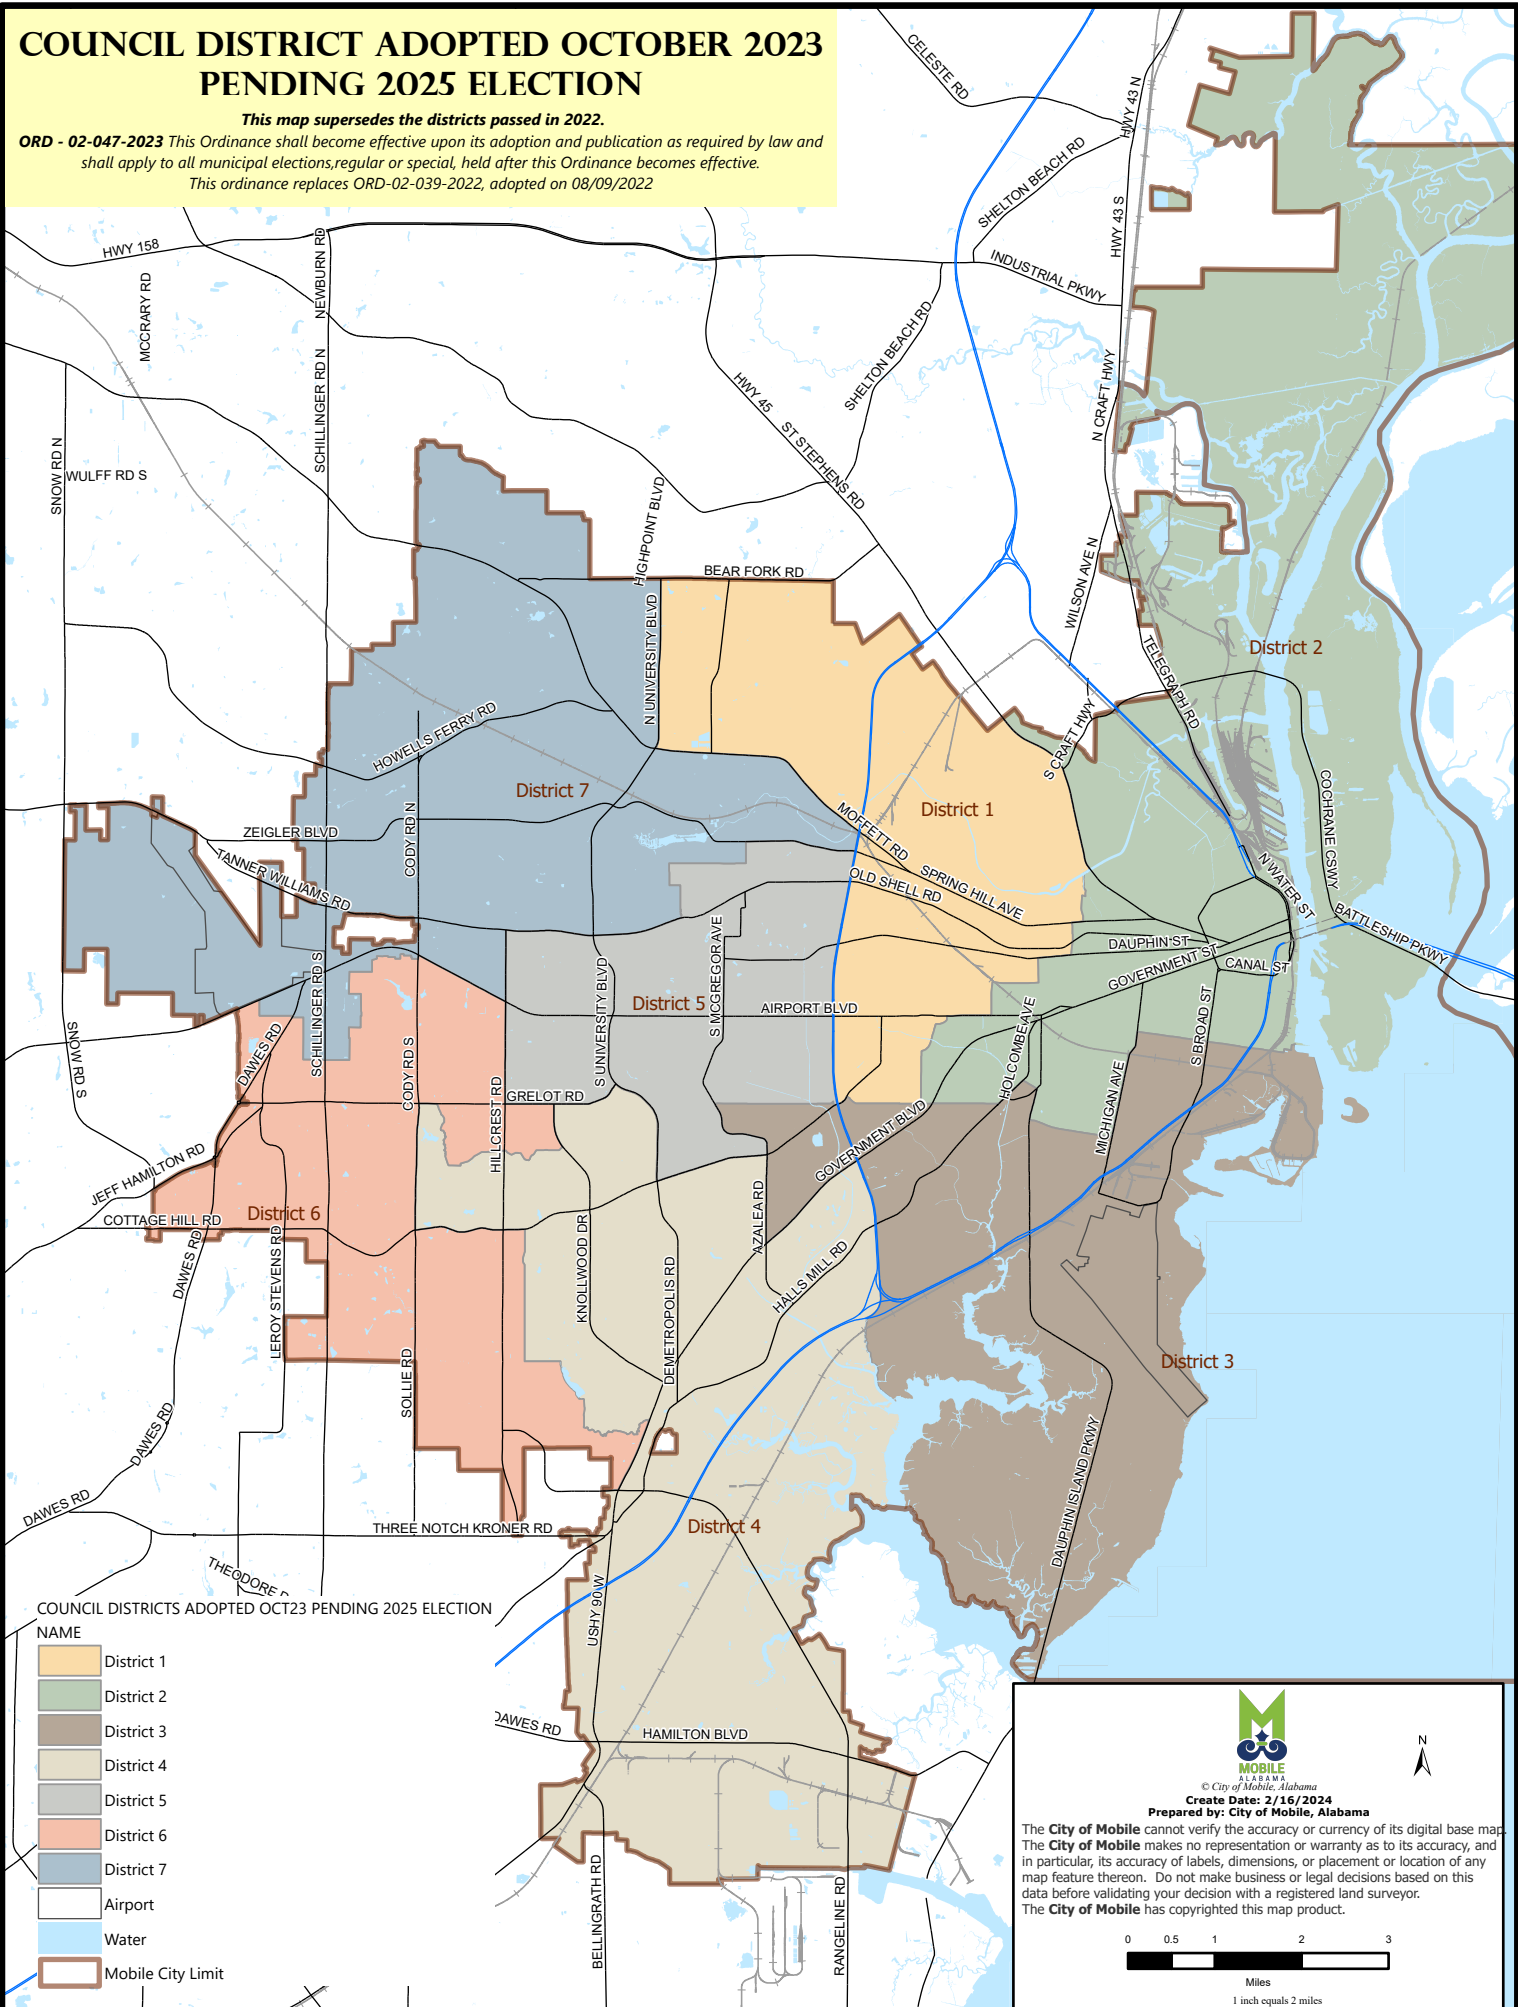 COUNCIL DISTRICT ADOPTED OCTOBER 2023
PENDING 2025 ELECTION
This map supersedes the districts passed in 2022.
ORD - 02-047-2023 This Ordinance shall become effective upon its adoption and publication as required by law and
shall apply to all municipal elections,regular or special, held after this Ordinance becomes effective.
This ordinance replaces ORD-02-039-2022, adopted on 08/09/2022
CELESTE RD
HWY 43 N
SHELTON BEACH RD
HWY 43 S
INDUSTRIAL PKWY
HWY 158
MCCRARY RD
NEWBURN RD
SCHILLINGER RD N
SHELTON BEACH RD
HWY 45
ST STEPHENS RD
N CRAFT HWY
SNOW RD N
WULFF RD S
HIGHPOINT BLVD
BEAR FORK RD
WILSON AVE N
N UNIVERSITY BLVD
TELEGRAPH RD
District 2
HOWELLS FERRY RD
S CRAFT HWY
District 7
District 1
COCHRANE CSWY
MOFFETT RD
ZEIGLER BLVD
CODY RD N
TANNER WILLIAMS RD
SPRING HILL AVE
OLD SHELL RD
N WATER ST
BATTLESHIP PKWY
DAUPHIN ST
GOVERNMENT ST
CANAL ST
S MCGREGOR AVE
S UNIVERSITY BLVD
District 5
AIRPORT BLVD
SCHILLINGER RD S
SNOW RD S
DAWES RD
CODY RD S
HOLCOMBE AVE
S BROAD ST
HILLCREST RD
GRELOT RD
MICHIGAN AVE
GOVERNMENT BLVD
JEFF HAMILTON RD
COTTAGE HILL RD
District 6
DAWES RD
LEROY STEVENS RD
KNOLLWOOD DR
AZALEA RD
HALLS MILL RD
DEMETROPOLIS RD
SOLLIE RD
District 3
DAWES RD
DAUPHIN ISLAND PKWY
DAWES RD
THREE NOTCH KRONER RD
District 4
THEODORE D
USHY 90 W
DAWES RD
HAMILTON BLVD
BELLINGRATH RD
RANGELINE RD
COUNCIL DISTRICTS ADOPTED OCT23 PENDING 2025 ELECTION
NAME
District 1
District 2
District 3
District 4
District 5
District 6
District 7
Airport
Water
Mobile City Limit
MOBILE
ALABAMA
N
© City of Mobile, Alabama
Create Date: 2/16/2024
Prepared by: City of Mobile, Alabama
The City of Mobile cannot verify the accuracy or currency of its digital base map.
The City of Mobile makes no representation or warranty as to its accuracy, and
in particular, its accuracy of labels, dimensions, or placement or location of any
map feature thereon. Do not make business or legal decisions based on this
data before validating your decision with a registered land surveyor.
The City of Mobile has copyrighted this map product.
0 0.5 1 2 3
Miles
1 inch equals 2 miles